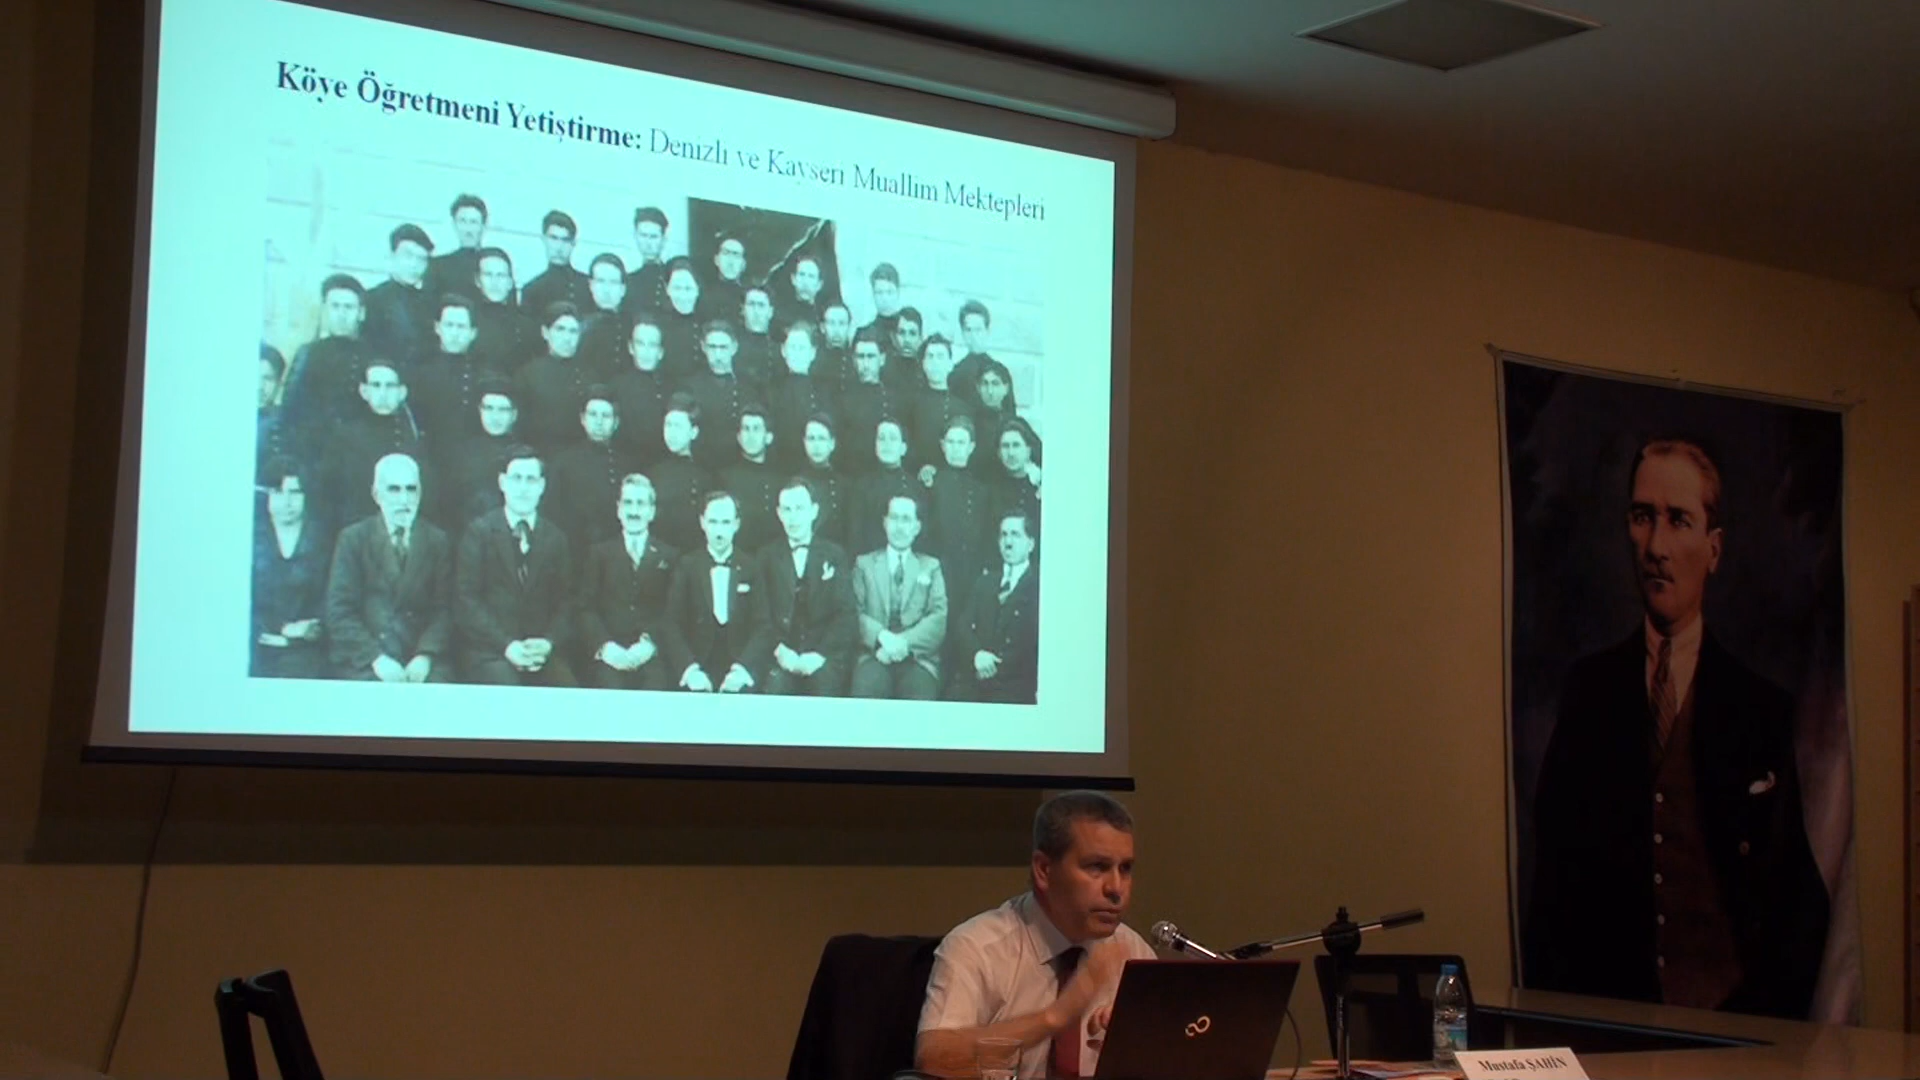 Köye Öğretmeni Yetiştirme: Denizli ve Kayseri Muallim Mektepleri
Mustafa ŞAHİN